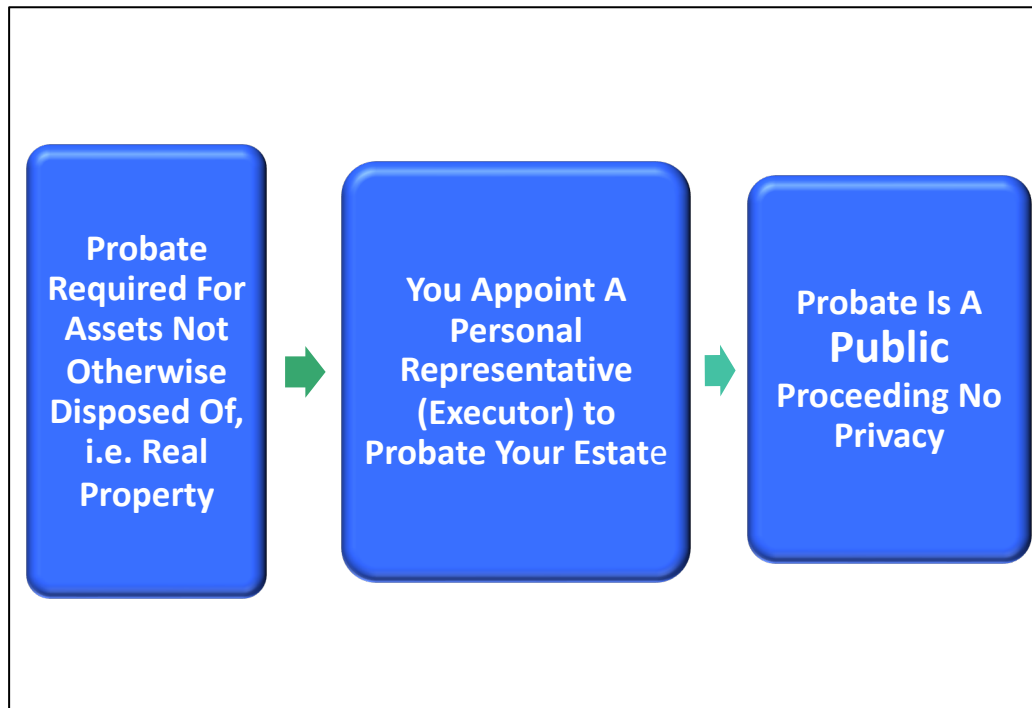 Probate
Required For
Assets Not
Otherwise
Disposed Of,
i.e. Real
Property
You Appoint A
Personal
Representative
(Executor) to
Probate Your Estate
Probate Is A
Public
Proceeding No
Privacy